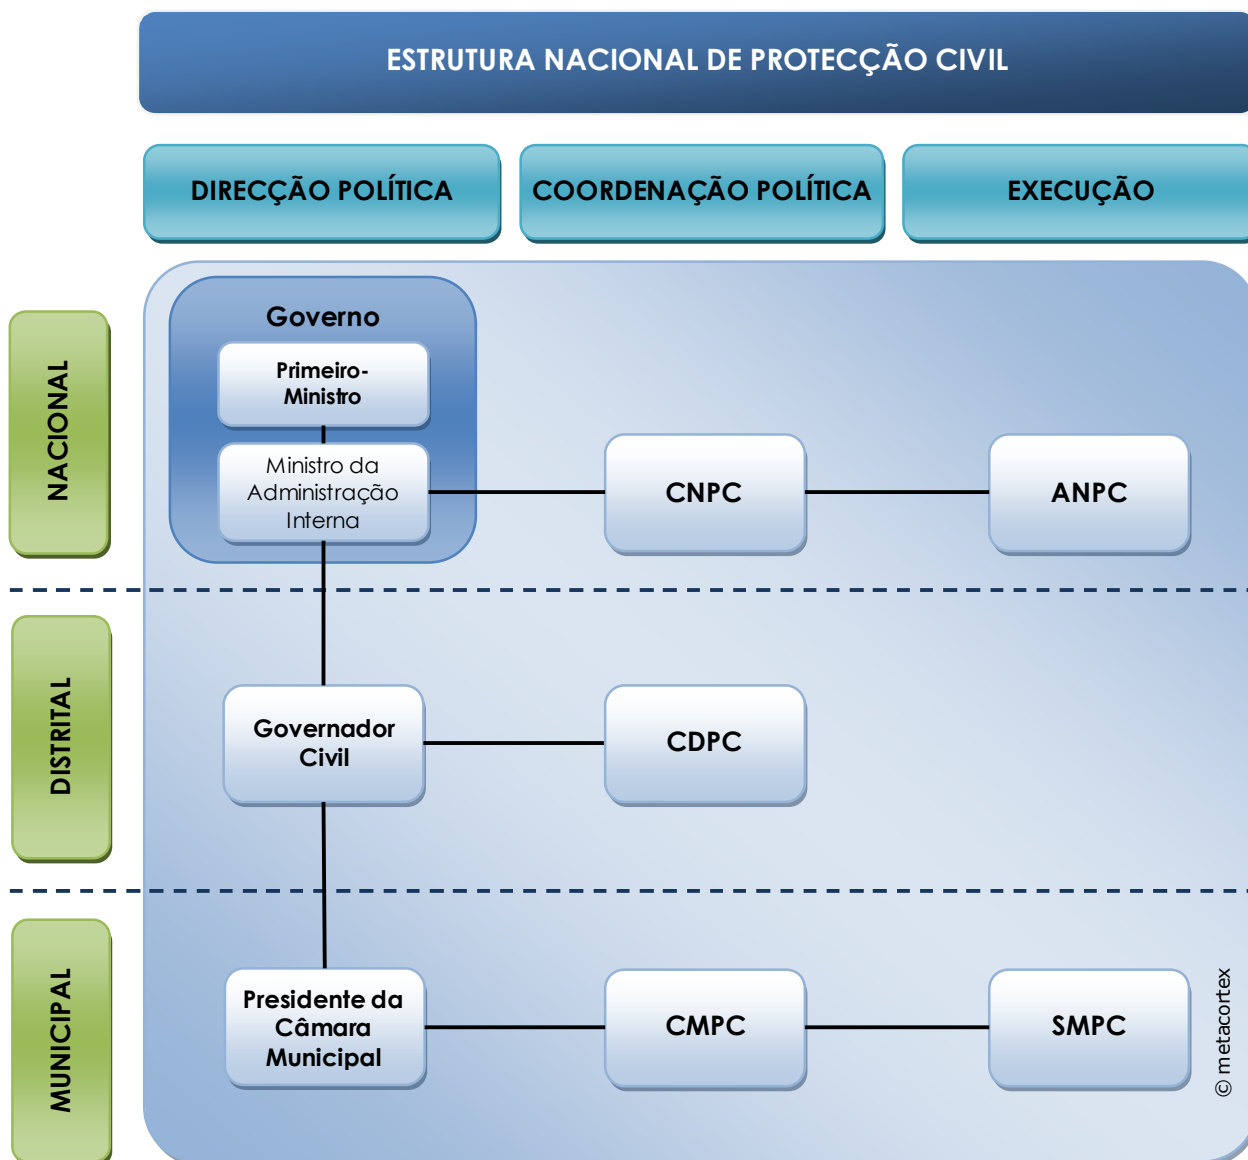 ESTRUTURA NACIONAL DE PROTECÇÃO CIVIL
DIRECÇÃO POLÍTICA
COORDENAÇÃO POLÍTICA
EXECUÇÃO
NACIONAL
Governo
Primeiro-
Ministro
Ministro da
Administração
Interna
CNPC
ANPC
DISTRITAL
Governador
Civil
CDPC
MUNICIPAL
Presidente da
Câmara
Municipal
CMPC
SMPC
© metacortex